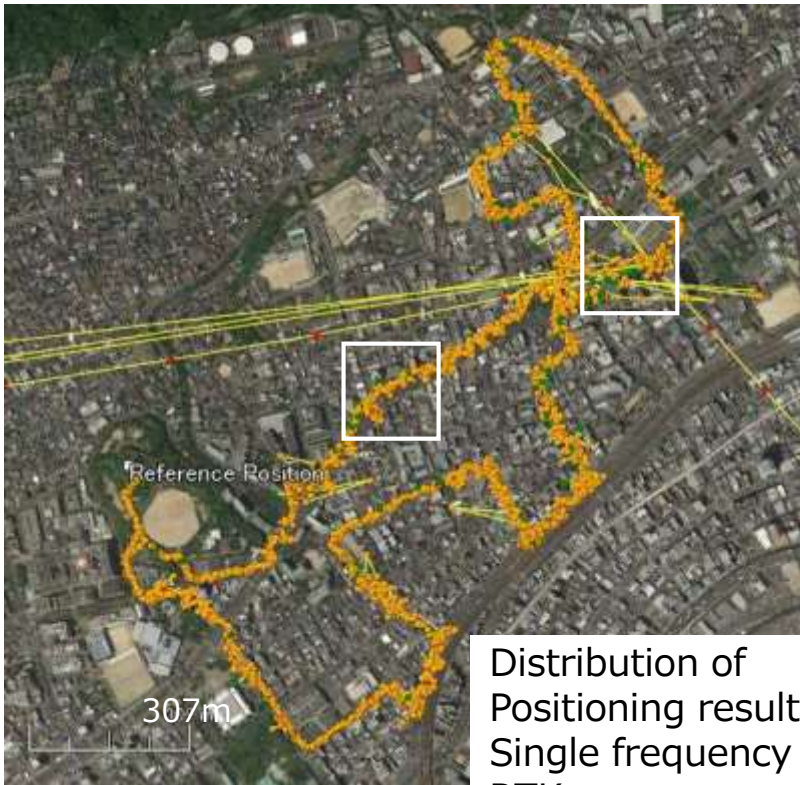 Reference Position
307m
Distribution of
Positioning result
Single frequency